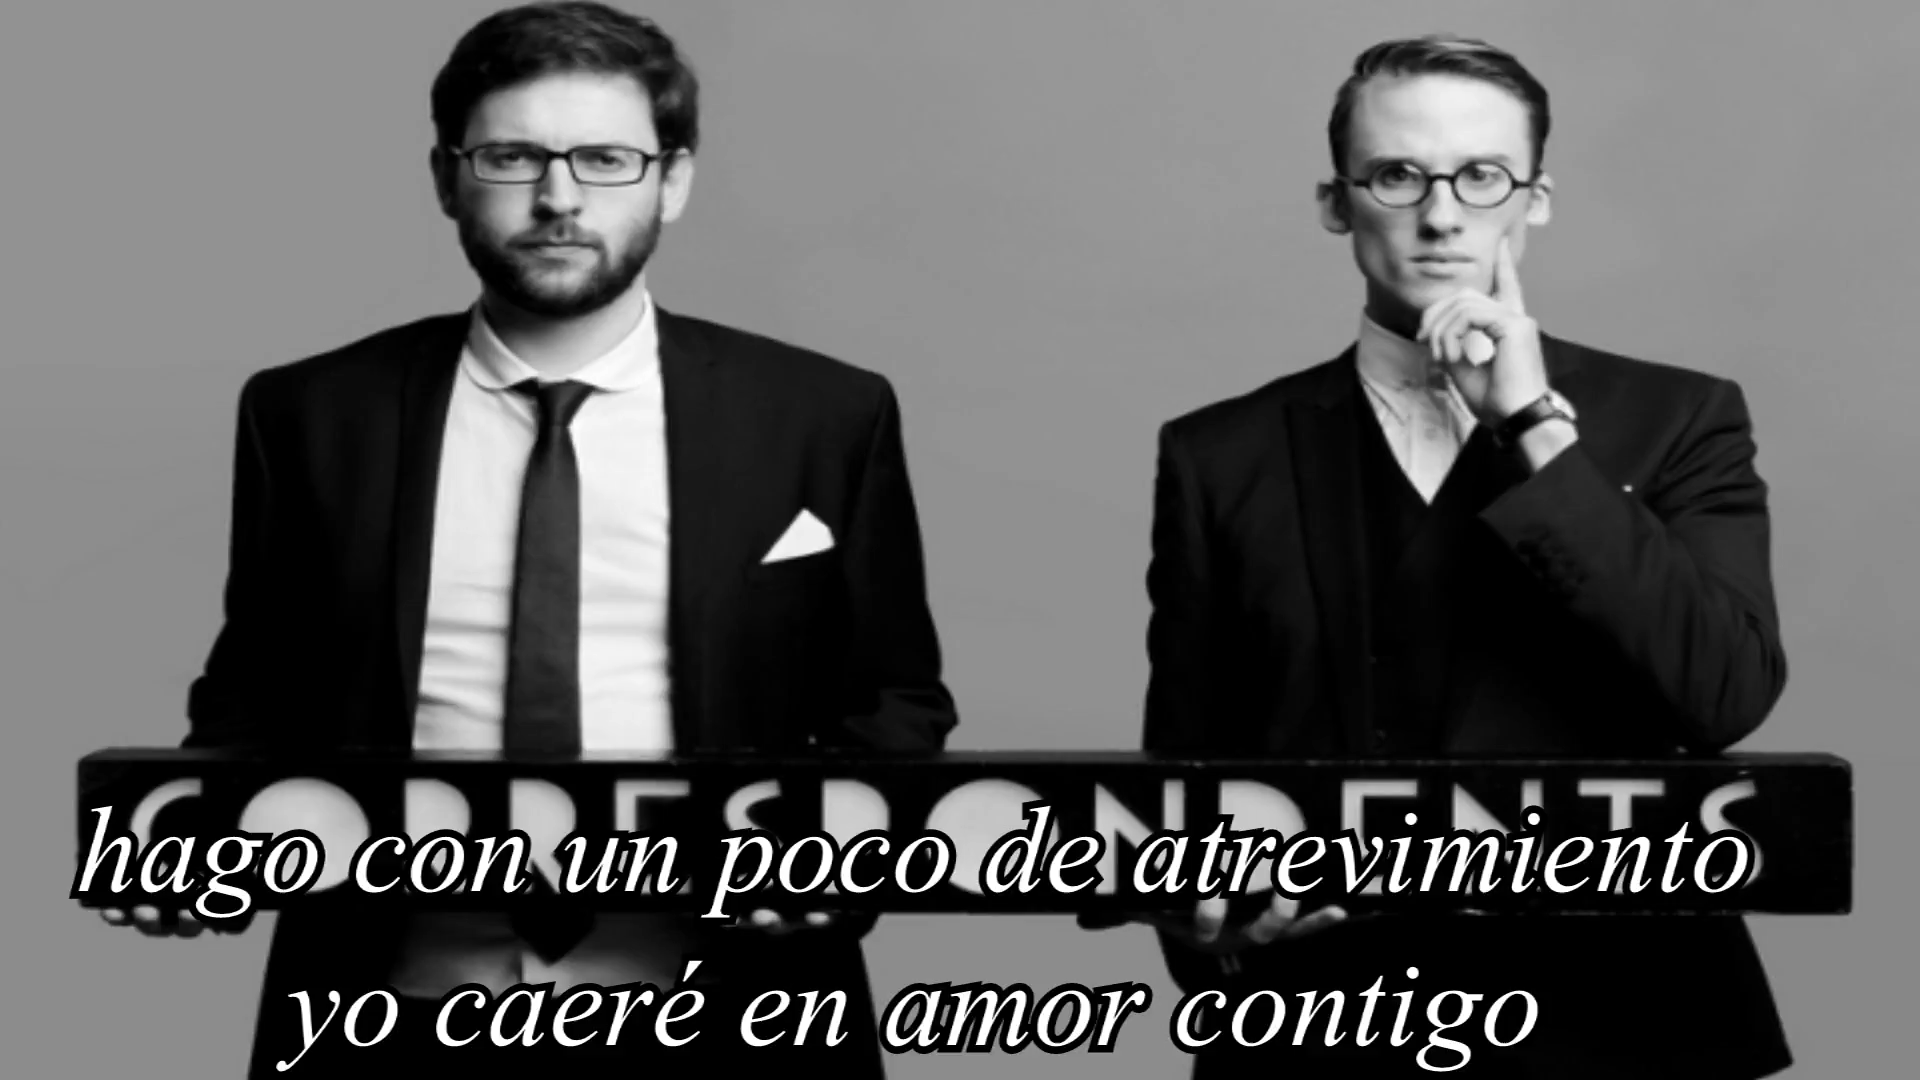 CORRESPONDENTS
hago con un poco de atrevimiento
yo caeré en amor contigo